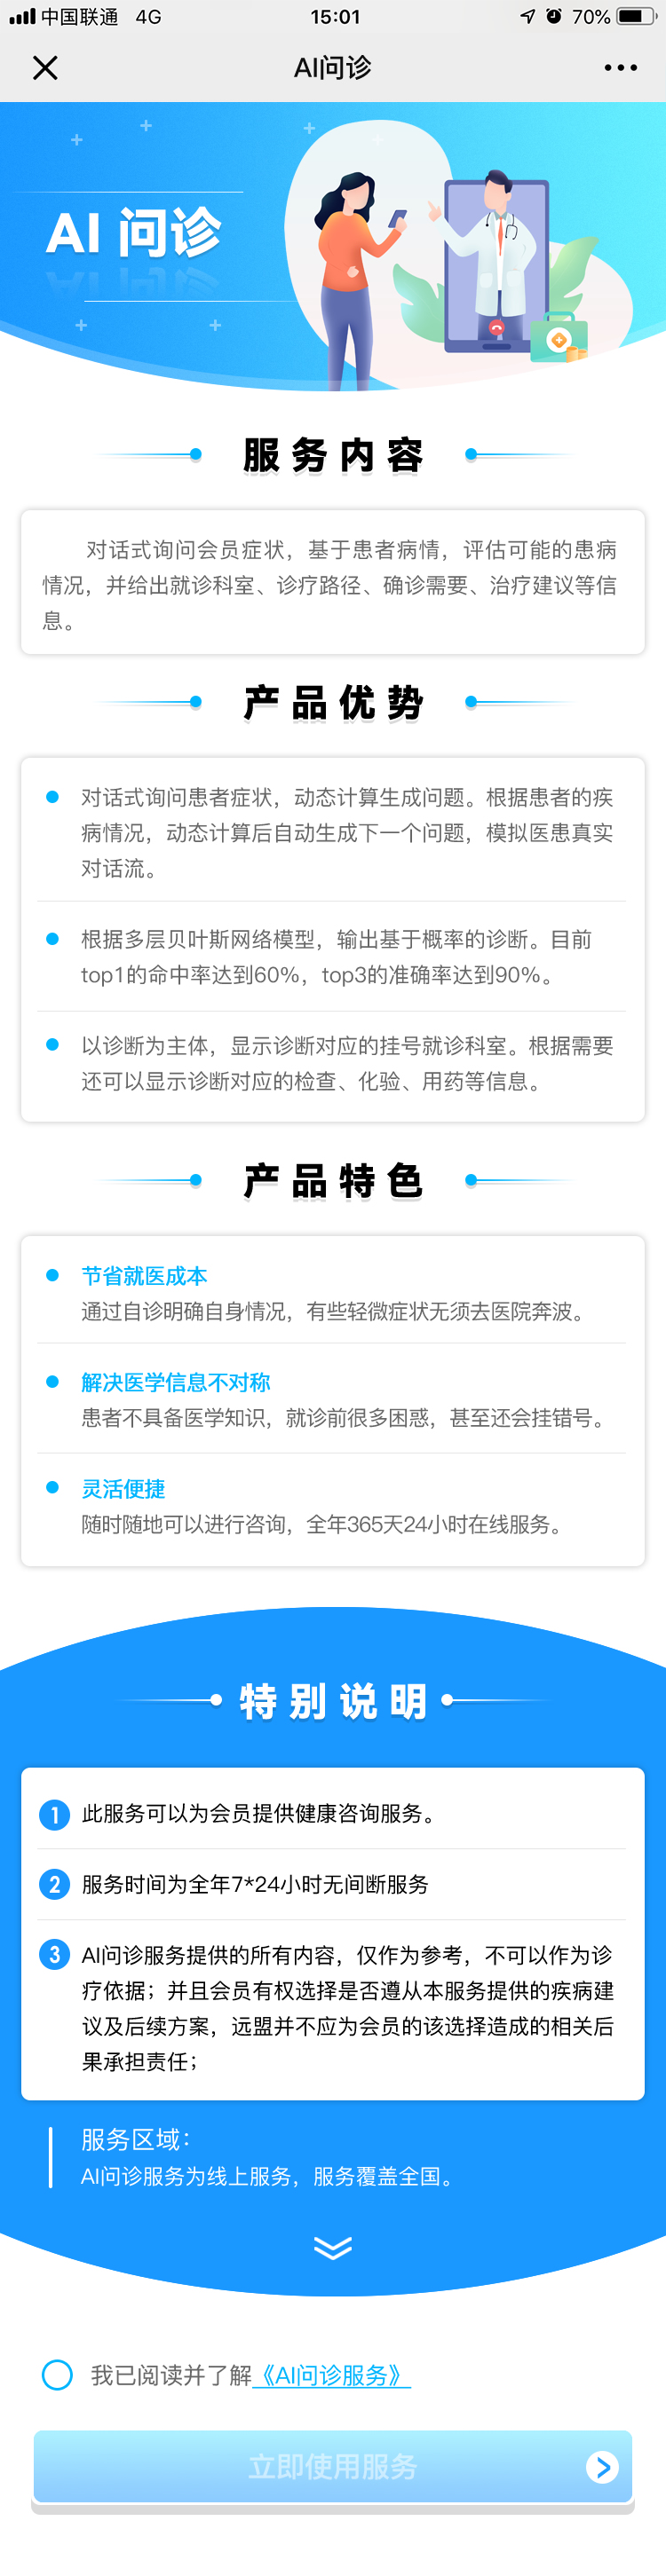 中国联通 4G 15:01 70%
AI问诊
AI 问诊
服务内容
对话式询问会员症状，基于患者病情，评估可能的患病
情况，并给出就诊科室、诊疗路径、确诊需要、治疗建议等信
息。
产品优势
对话式询问患者症状，动态计算生成问题。根据患者的疾
病情况，动态计算后自动生成下一个问题，模拟医患真实
对话流。
根据多层贝叶斯网络模型，输出基于概率的诊断。目前
top1的命中率达到60%，top3的准确率达到90%。
以诊断为主体，显示诊断对应的挂号就诊科室。根据需要
还可以显示诊断对应的检查、化验、用药等信息。
产品特色
节省就医成本
通过自诊明确自身情况，有些轻微症状无须去医院奔波。
解决医学信息不对称
患者不具备医学知识，就诊前很多困惑，甚至还会挂错号。
灵活便捷
随时随地可以进行咨询，全年365天24小时在线服务。
特别说明
1 此服务可以为会员提供健康咨询服务。
2 服务时间为全年7*24小时无间断服务
3 AI问诊服务提供的所有内容，仅作为参考，不可以作为诊
疗依据；并且会员有权选择是否遵从本服务提供的疾病建
议及后续方案，远盟并不应为会员的该选择造成的相关后
果承担责任；
服务区域：
AI问诊服务为线上服务，服务覆盖全国。
我已阅读并了解《AI问诊服务》
立即使用服务